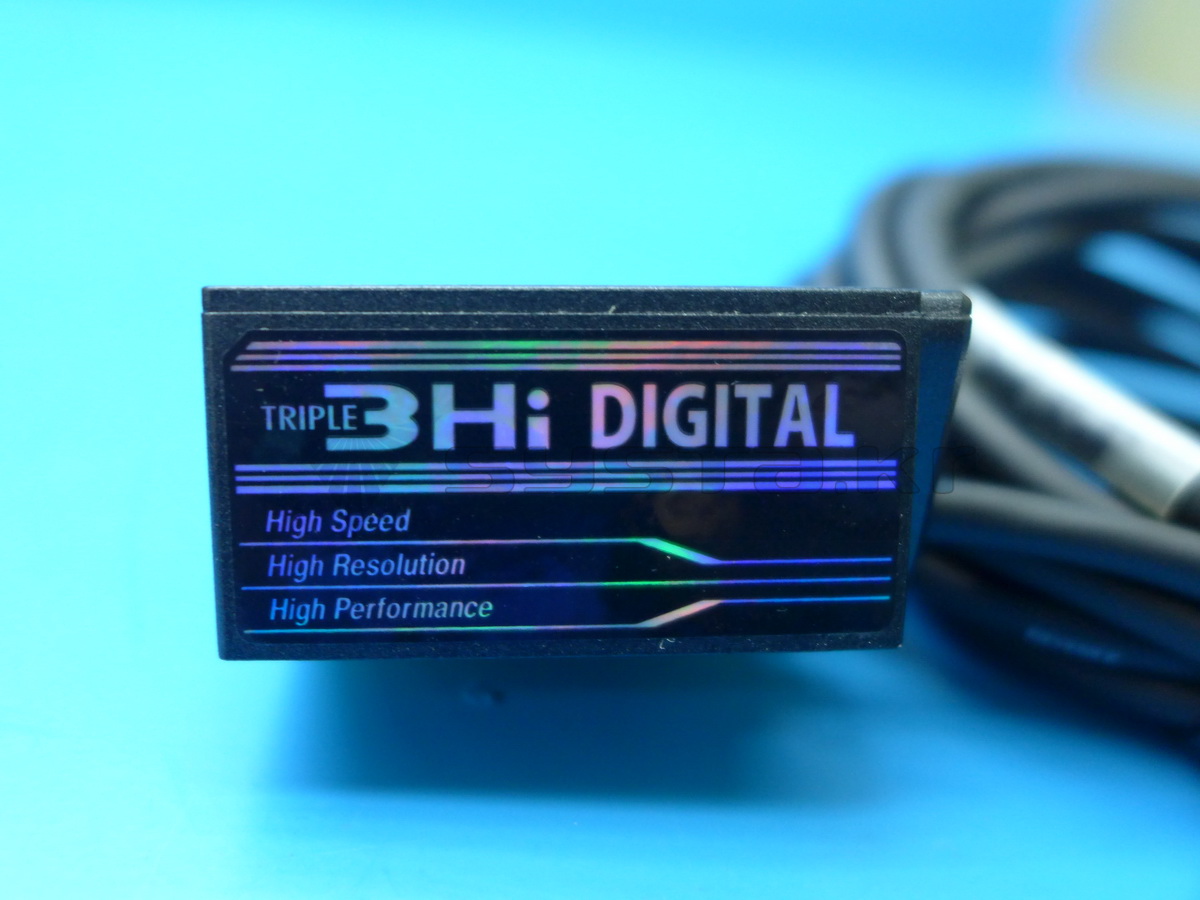 TRIPLE 3Hi DIGITAL
High Speed
High Resolution
High Performance